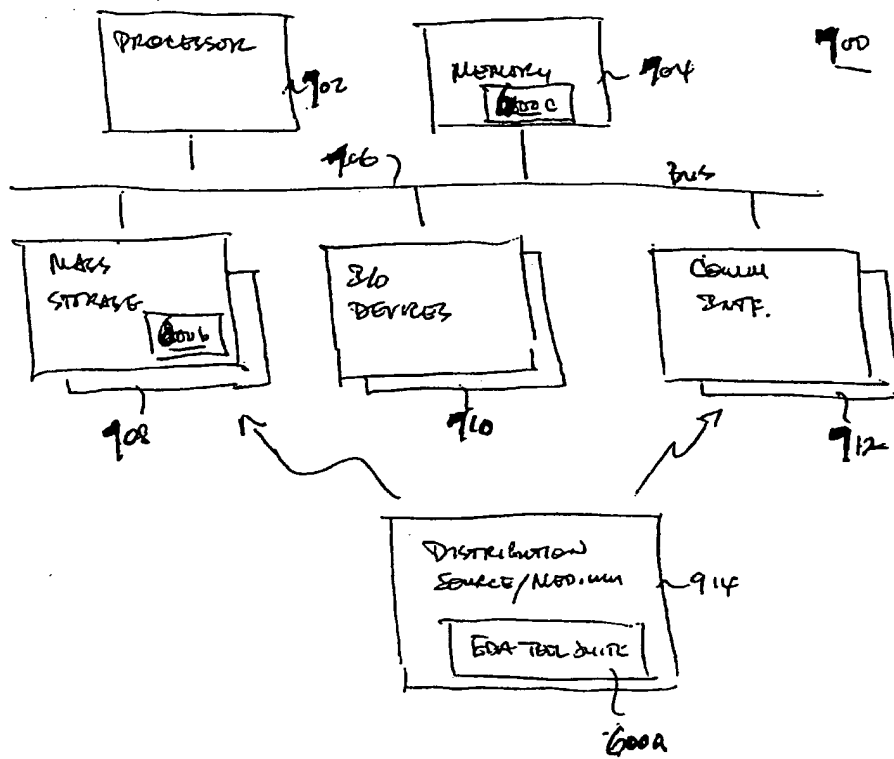 PROCESSOR
902
MEMORY
600c
904
900
906
BUS
MASS
STORAGE
600b
908
I/O
DEVICES
910
COMM
INTF.
912
DISTRIBUTION
SOURCE/MEDIUM
914
EDA TOOL SUITE
600a